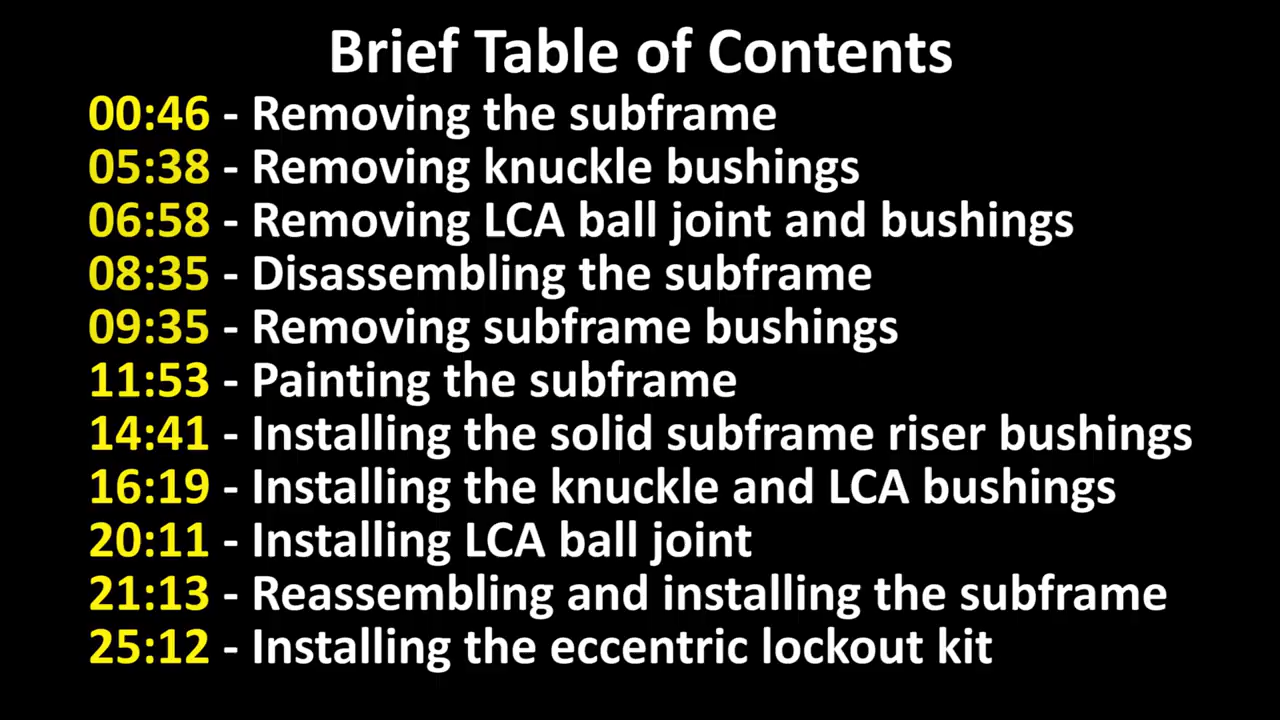 Brief Table of Contents
00:46 - Removing the subframe
05:38 - Removing knuckle bushings
06:58 - Removing LCA ball joint and bushings
08:35 - Disassembling the subframe
09:35 - Removing subframe bushings
11:53 - Painting the subframe
14:41 - Installing the solid subframe riser bushings
16:19 - Installing the knuckle and LCA bushings
20:11 - Installing LCA ball joint
21:13 - Reassembling and installing the subframe
25:12 - Installing the eccentric lockout kit